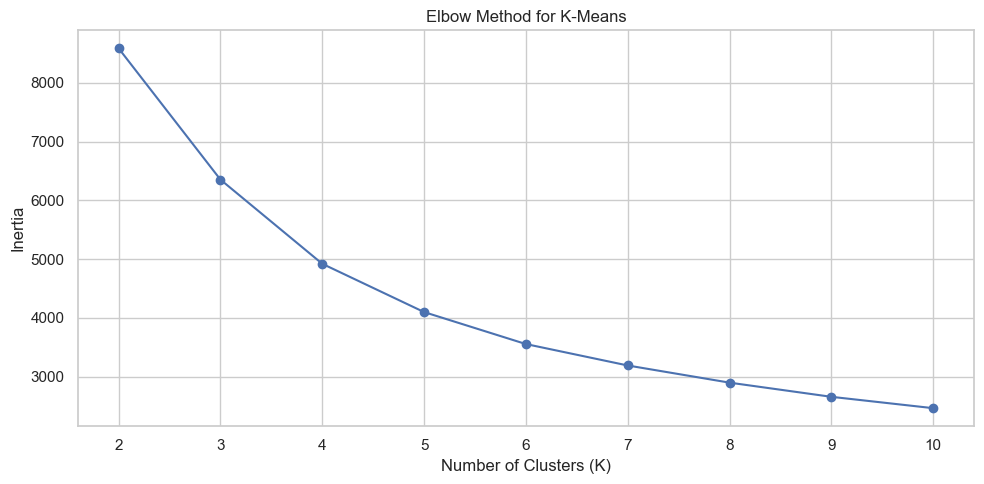 Elbow Method for K-Means
8000
7000
6000
5000
4000
3000
Inertia
2 3 4 5 6 7 8 9 10
Number of Clusters (K)